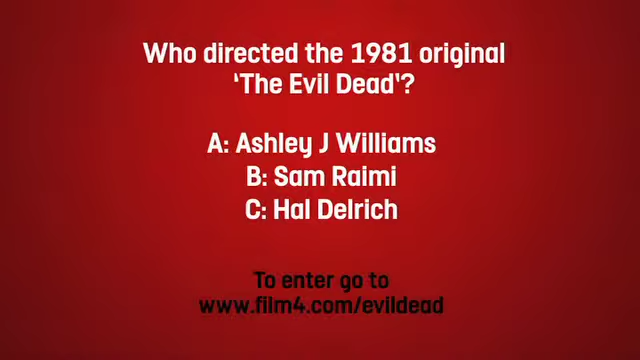 Who directed the 1981 original
‘The Evil Dead‘?
A: Ashley J Williams
B: Sam Raimi
C: Hal Delrich
To enter go to
www.film4.com/evildead